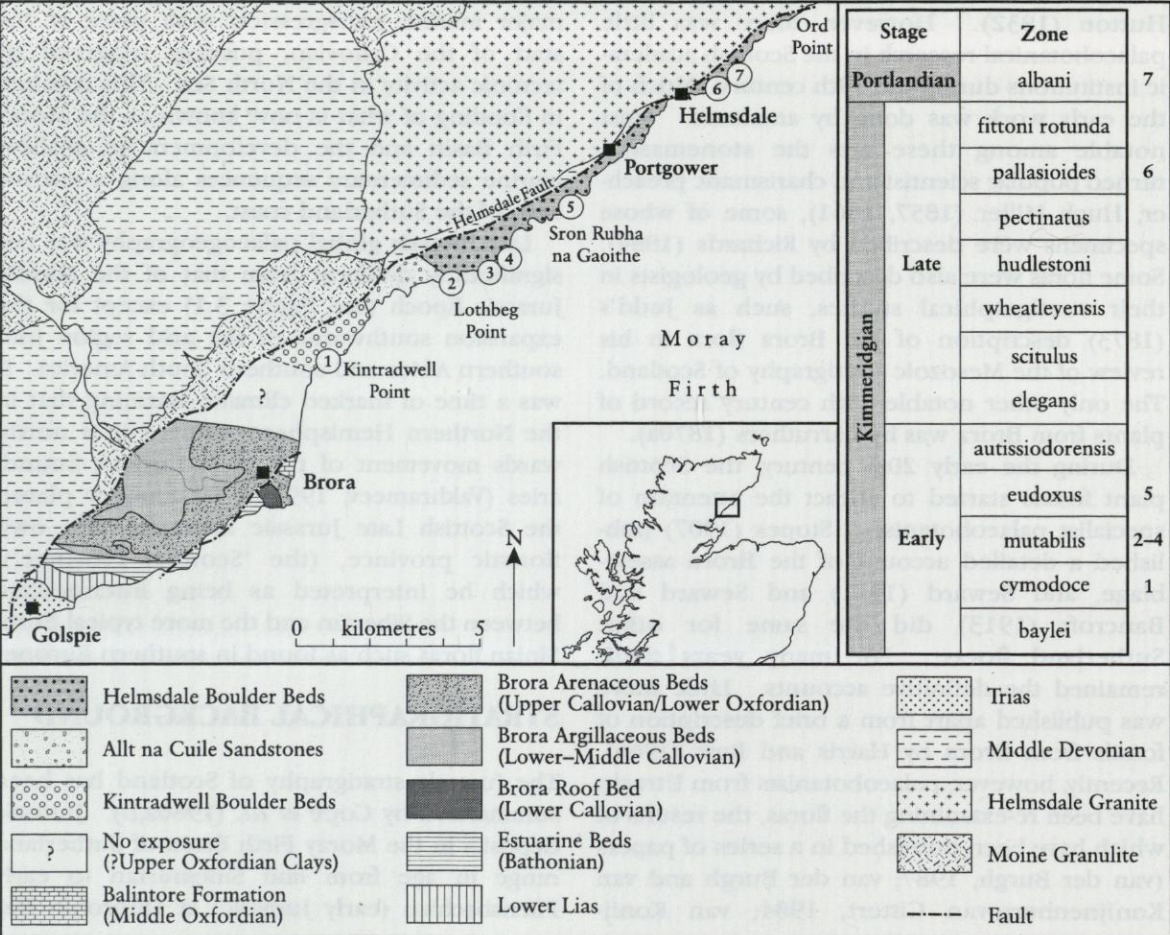 Ord
Point
7
6
Helmsdale
Portgower
Helmsdale Fault
5
Sron Rubha
na Gaoithe
4
3
2
Lothbeg
Point
1
Kintradwell
Point
?
Moray
Firth
Brora
Golspie
0 kilometres 5
N
Stage Zone
Portlandian albani 7
fittoni rotunda
pallasioides 6
pectinatus
Late hudlestoni
wheatleyensis
scitulus
elegans
Kimmeridian
autissiodorensis
eudoxus 5
Early mutabilis 2–4
cymodoce 1
baylei
Helmsdale Boulder Beds
Allt na Cuile Sandstones
Kintradwell Boulder Beds
? No exposure
(?Upper Oxfordian Clays)
Balintore Formation
(Middle Oxfordian)
Brora Arenaceous Beds
(Upper Callovian/Lower Oxfordian)
Brora Argillaceous Beds
(Lower–Middle Callovian)
Brora Roof Bed
(Lower Callovian)
Estuarine Beds
(Bathonian)
Lower Lias
Trias
Middle Devonian
Helmsdale Granite
Moine Granulite
Fault